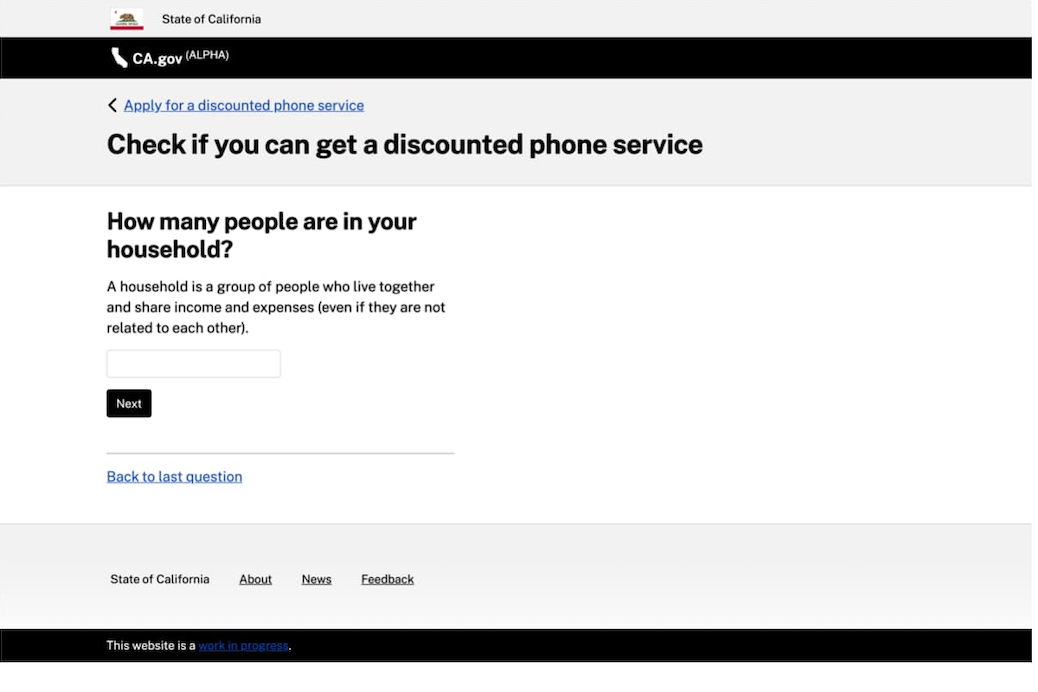 State of California
CA.gov (ALPHA)
Apply for a discounted phone service
Check if you can get a discounted phone service
How many people are in your
household?
A household is a group of people who live together
and share income and expenses (even if they are not
related to each other).
Next
Back to last question
State of California About News Feedback
This website is a work in progress.